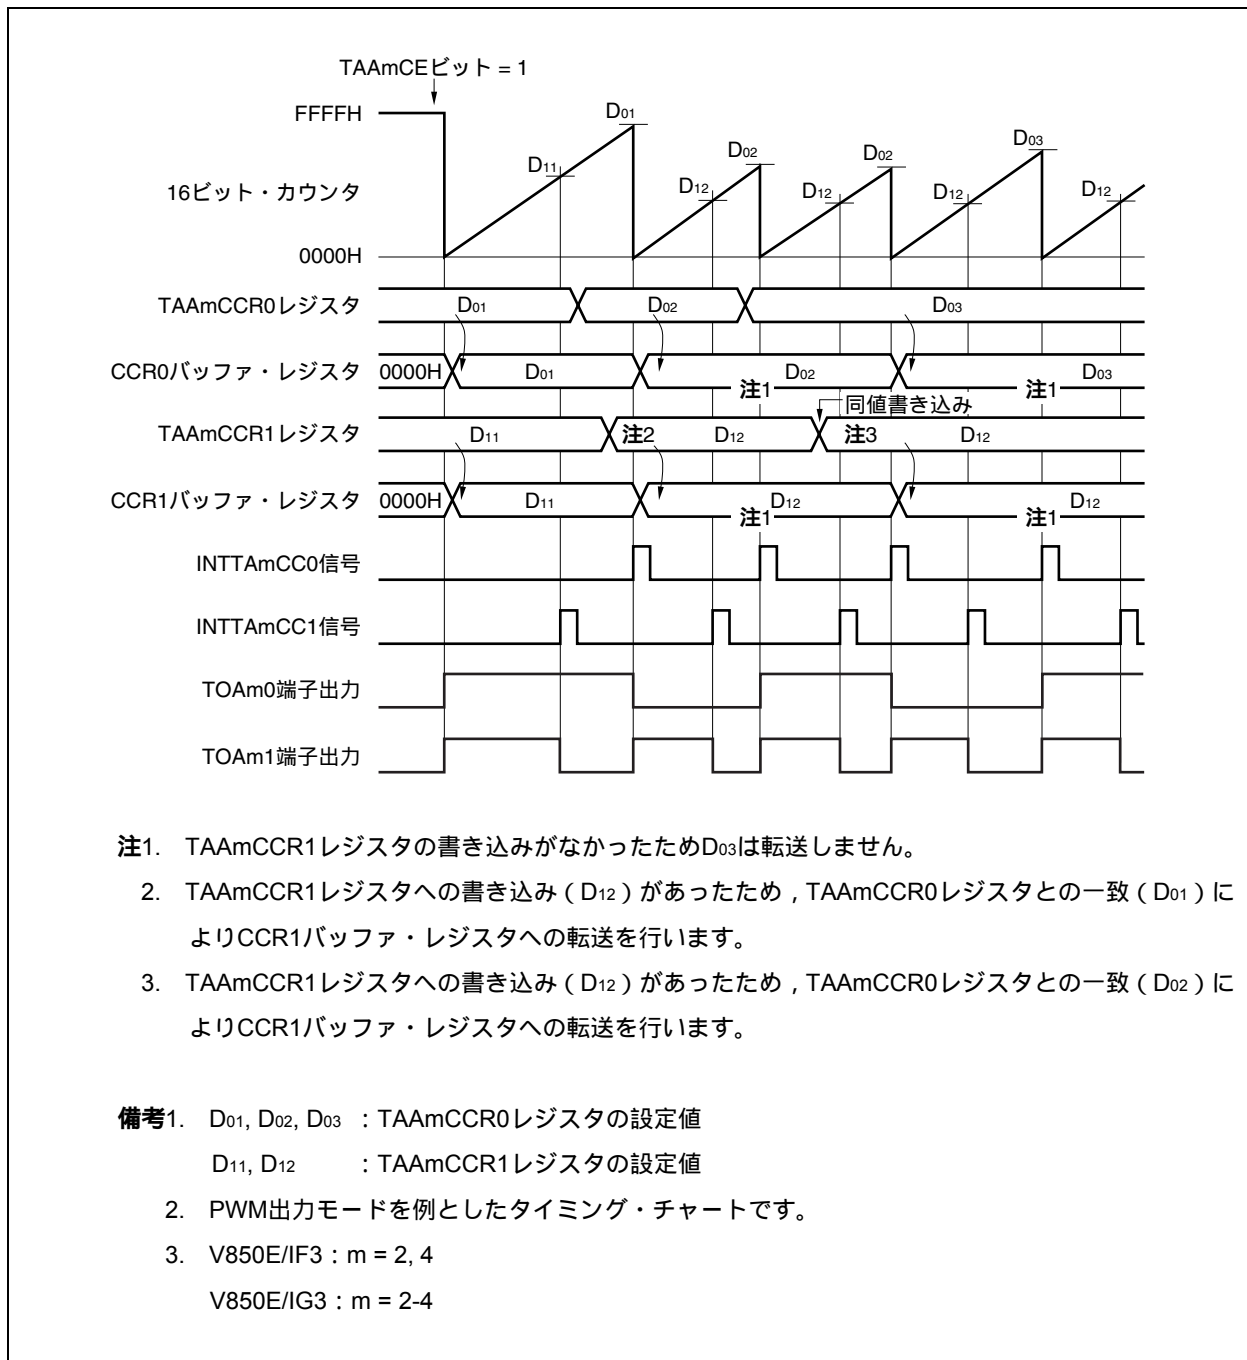 TAAmCEビット = 1
FFFFH
D01
D11
D02
D02
D03
D12
D12
D12
D12
16ビット・カウンタ
0000H
TAAmCCR0レジスタ
D01
D02
D03
CCR0バッファ・レジスタ
0000H
D01
D02
D03
注1
注1
同値書き込み
TAAmCCR1レジスタ
D11
注2
D12
注3
D12
CCR1バッファ・レジスタ
0000H
D11
D12
D12
注1
注1
INTTAmCC0信号
INTTAmCC1信号
TOAm0端子出力
TOAm1端子出力
注1. TAAmCCR1レジスタの書き込みがなかったためD03は転送しません。
2. TAAmCCR1レジスタへの書き込み（D12）があったため，TAAmCCR0レジスタとの一致（D01）に
よりCCR1バッファ・レジスタへの転送を行います。
3. TAAmCCR1レジスタへの書き込み（D12）があったため，TAAmCCR0レジスタとの一致（D02）に
よりCCR1バッファ・レジスタへの転送を行います。
備考1. D01, D02, D03 ：TAAmCCR0レジスタの設定値
D11, D12 ：TAAmCCR1レジスタの設定値
2. PWM出力モードを例としたタイミング・チャートです。
3. V850E/IF3：m = 2, 4
V850E/IG3：m = 2-4